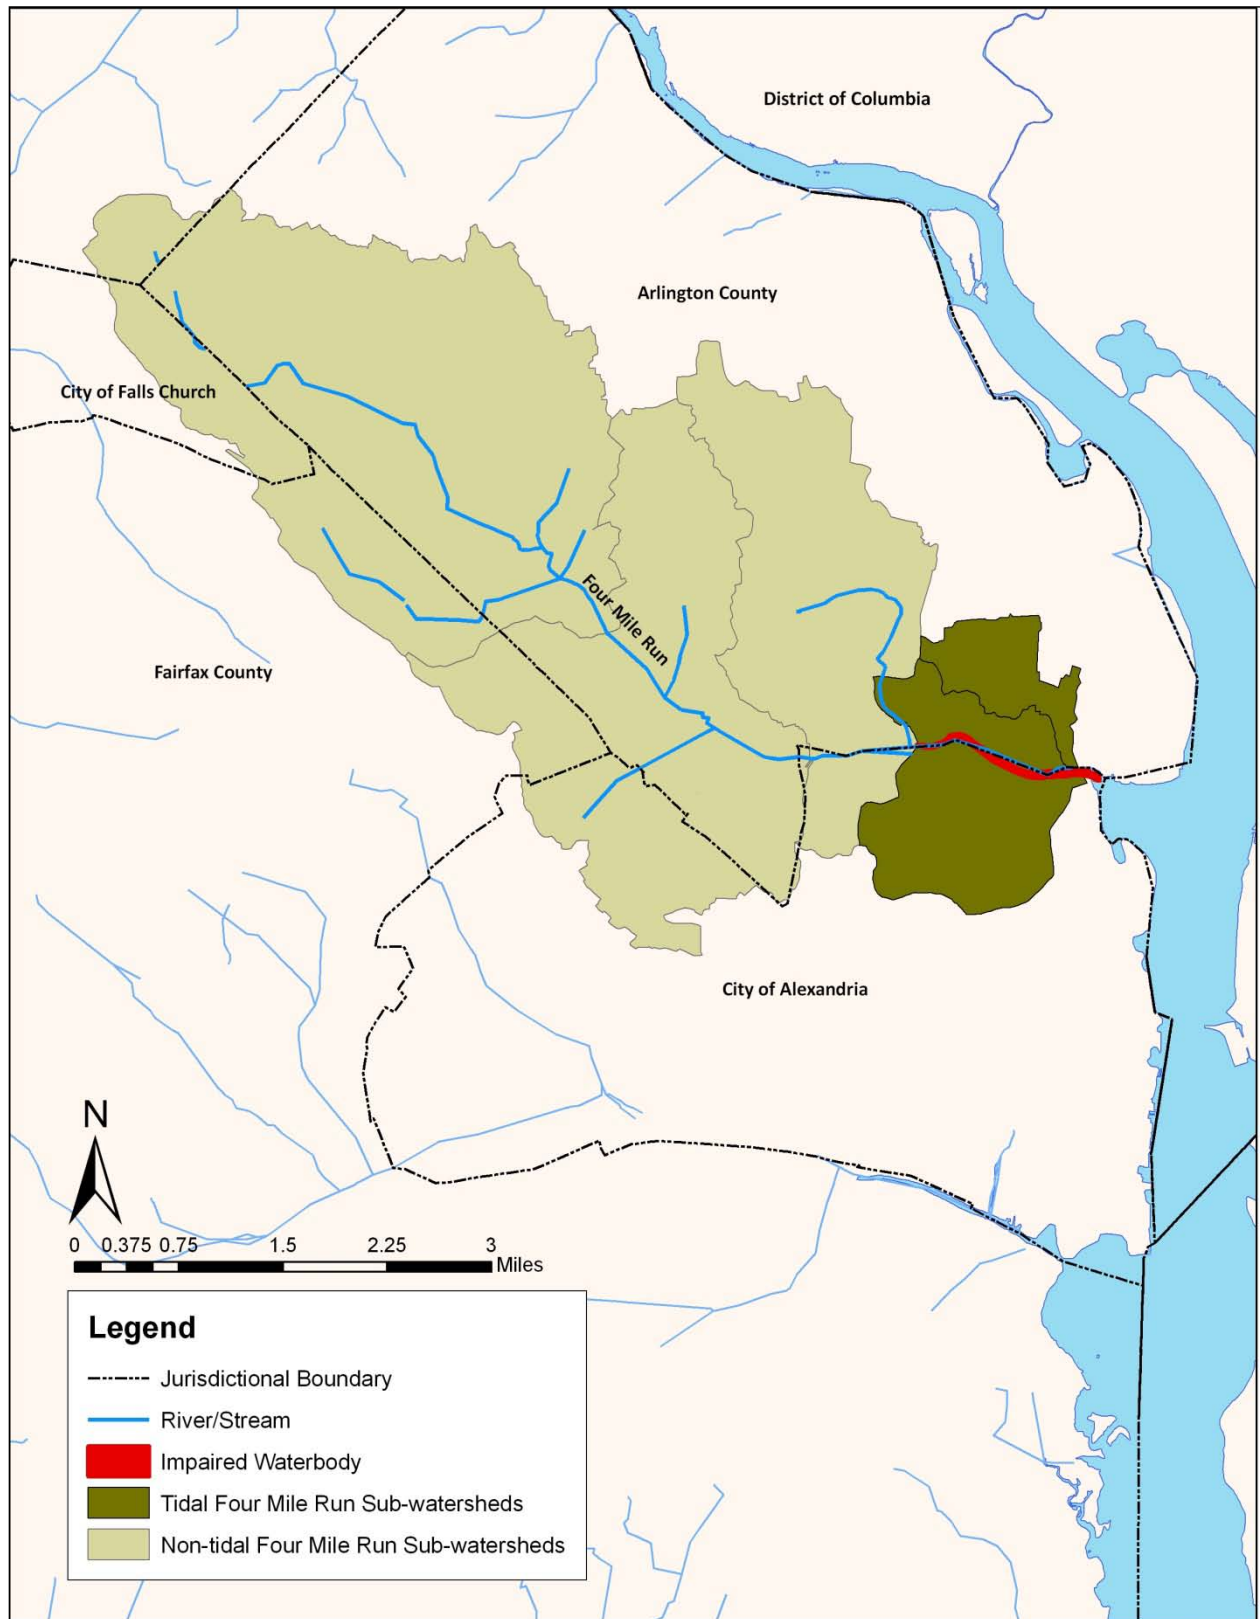 District of Columbia
Arlington County
City of Falls Church
Four Mile Run
Fairfax County
City of Alexandria
N
0 0.375 0.75 1.5 2.25 3
Miles
Legend
Jurisdictional Boundary
River/Stream
Impaired Waterbody
Tidal Four Mile Run Sub-watersheds
Non-tidal Four Mile Run Sub-watersheds